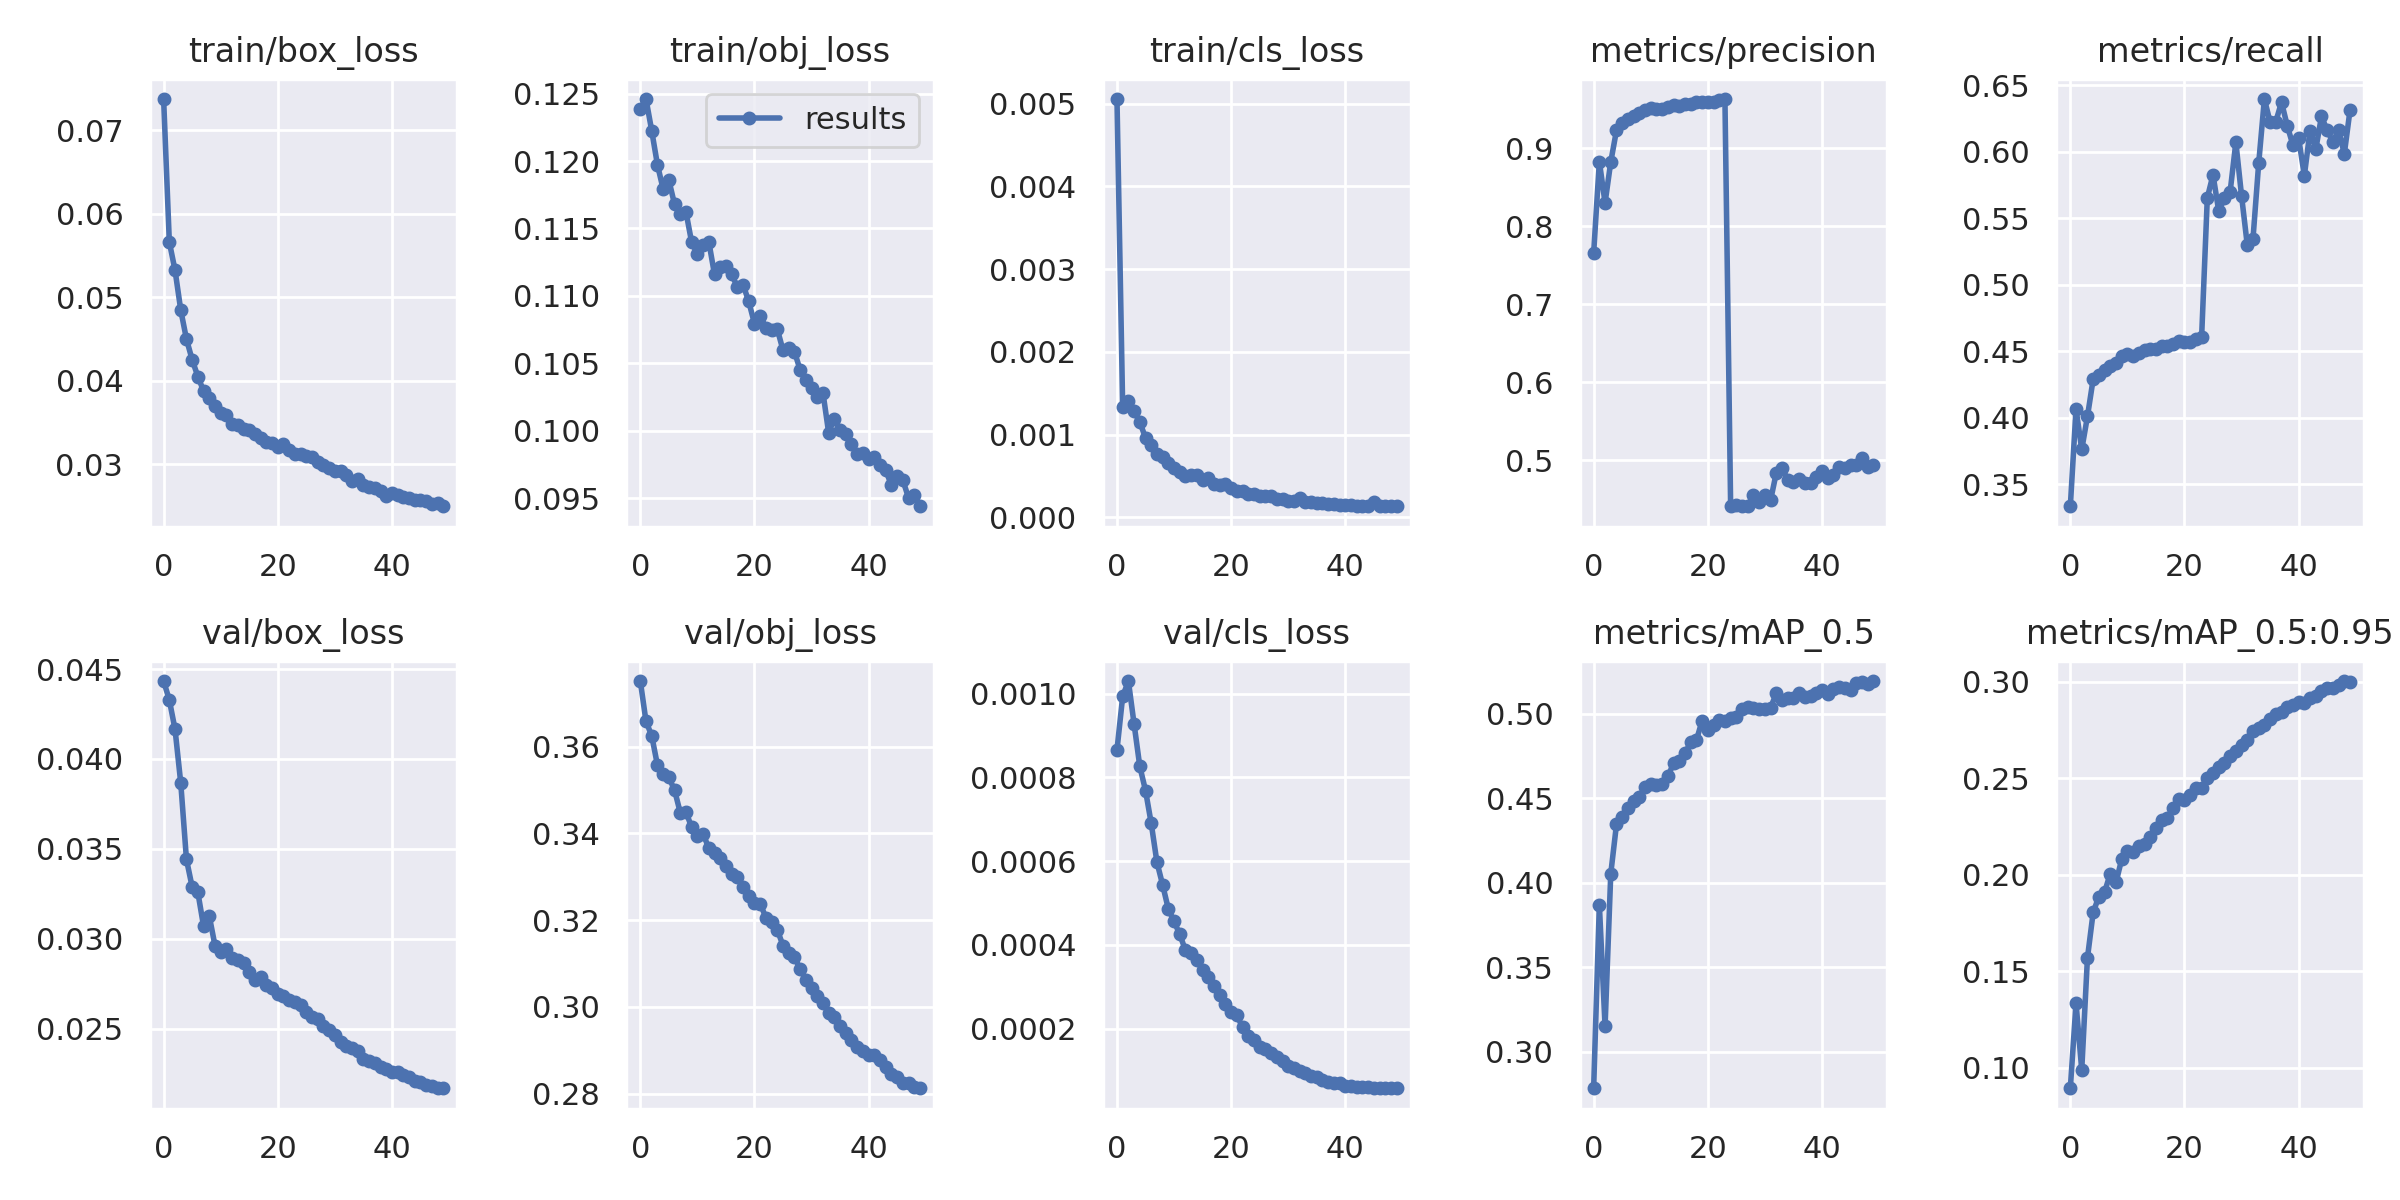 train/box_loss
0.07
0.06
0.05
0.04
0.03
0 20 40
train/obj_loss
results
0.125
0.120
0.115
0.110
0.105
0.100
0.095
0 20 40
train/cls_loss
0.005
0.004
0.003
0.002
0.001
0.000
0 20 40
metrics/precision
0.9
0.8
0.7
0.6
0.5
0 20 40
metrics/recall
0.65
0.60
0.55
0.50
0.45
0.40
0.35
0 20 40
val/box_loss
0.045
0.040
0.035
0.030
0.025
0 20 40
val/obj_loss
0.36
0.34
0.32
0.30
0.28
0 20 40
val/cls_loss
0.0010
0.0008
0.0006
0.0004
0.0002
0 20 40
metrics/mAP_0.5
0.50
0.45
0.40
0.35
0.30
0 20 40
metrics/mAP_0.5:0.95
0.30
0.25
0.20
0.15
0.10
0 20 40